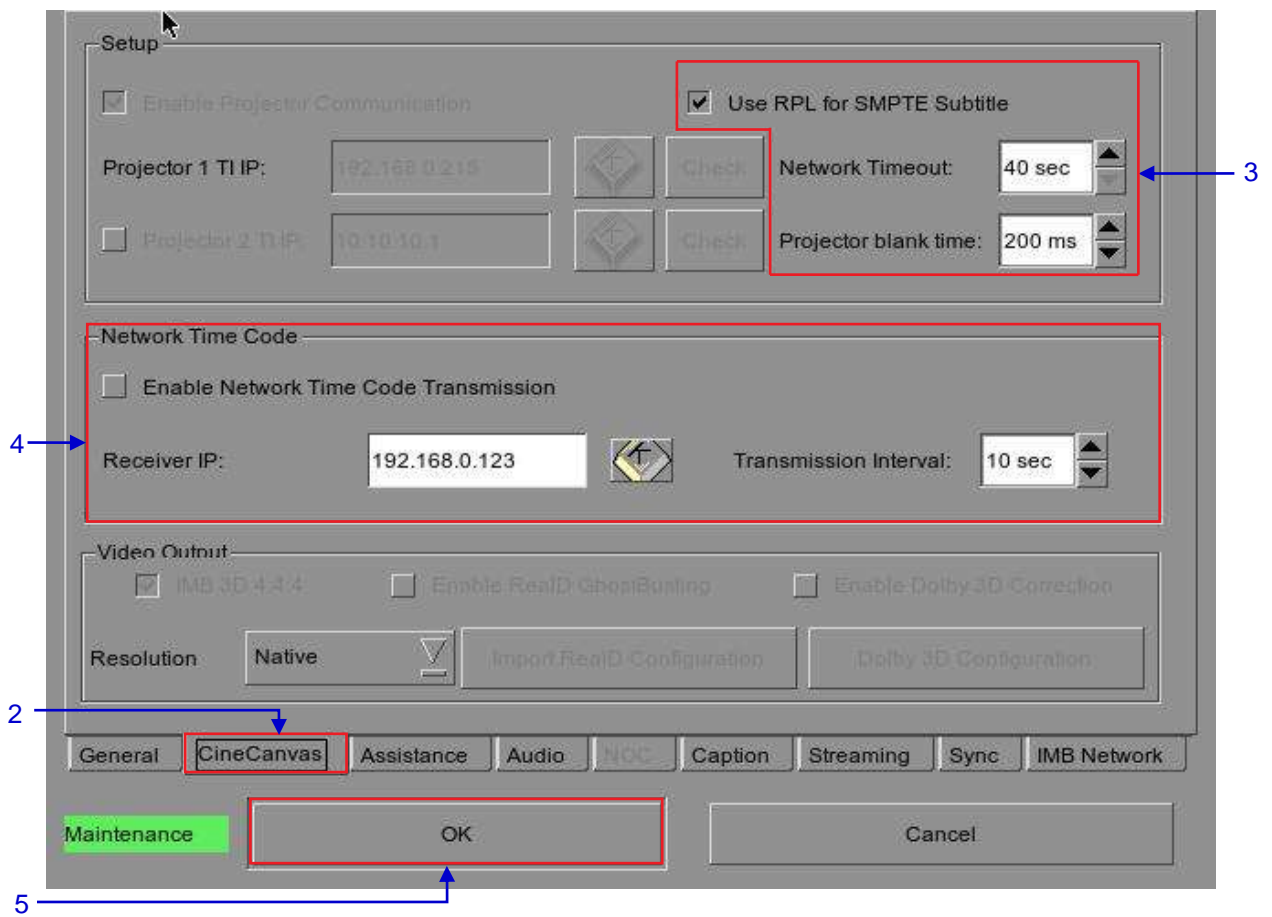 Setup
Enable Projector Communication
Use RPL for SMPTE Subtitle
Projector 1 TI IP: 192.168.0.215 Check Network Timeout: 40 sec
3
Projector 2 TI IP: 10.10.10.1 Check Projector blank time: 200 ms
Network Time Code
Enable Network Time Code Transmission
4
Receiver IP: 192.168.0.123 Transmission Interval: 10 sec
Video Output
IMB 3D 4:4:4 Enable RealD GhostBusting Enable Dolby 3D Correction
Resolution Native Import RealD Configuration Dolby 3D Configuration
2
General CineCanvas Assistance Audio NOC Caption Streaming Sync IMB Network
Maintenance OK Cancel
5